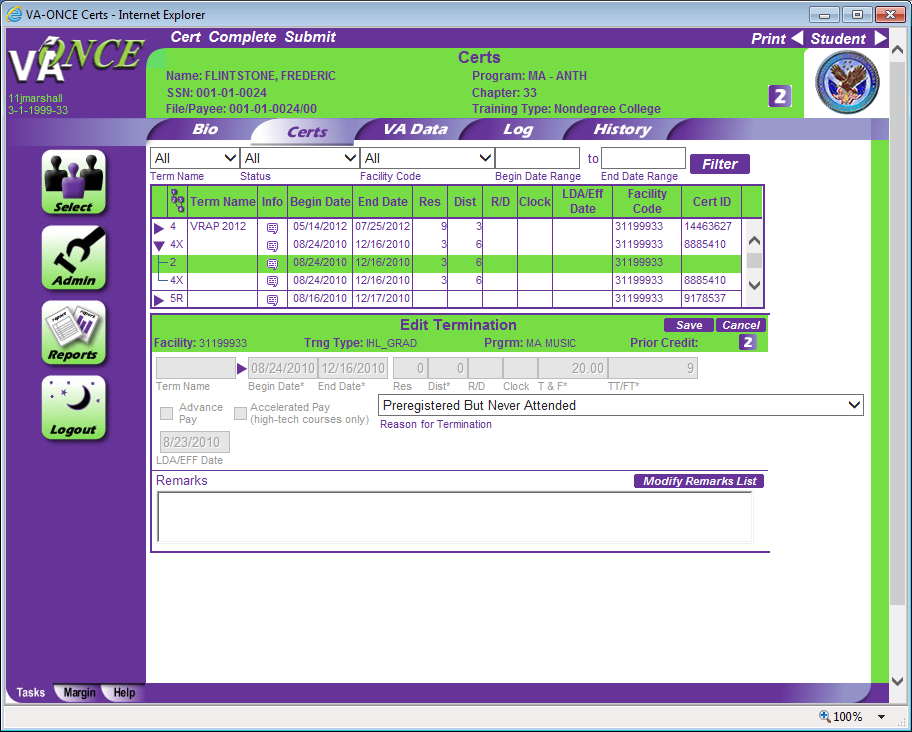 VA-ONCE Certs - Internet Explorer
VA ONCE
Cert Complete Submit
Print Student
Certs
Name: FLINTSTONE, FREDERIC
Program: MA - ANTH
SSN: 001-01-0024
Chapter: 33
2
File/Payee: 001-01-0024/00
Training Type: Nondegree College
11jmarshall
3-1-1999-33
Bio Certs VA Data Log History
All All All to Filter
Term Name Status Facility Code Begin Date Range End Date Range
Term Name Info Begin Date End Date Res Dist R/D Clock LDA/Eff Date Facility Code Cert ID
4 VRAP 2012 05/14/2012 07/25/2012 9 3 31199933 14463627
4X 08/24/2010 12/16/2010 3 6 31199933 8885410
2 08/24/2010 12/16/2010 3 6 31199933
4X 08/24/2010 12/16/2010 3 6 31199933 8885410
5R 08/16/2010 12/17/2010 31199933 9178537
Edit Termination Save Cancel
Facility: 31199933 Trng Type: IHL_GRAD Prgrm: MA MUSIC Prior Credit: 2
08/24/2010 12/16/2010 0 0 20.00 9
Term Name Begin Date* End Date* Res Dist* R/D Clock T & F* TT/FT*
Advance Pay
Accelerated Pay
(high-tech courses only)
Preregistered But Never Attended
Reason for Termination
8/23/2010
LDA/EFF Date
Remarks Modify Remarks List
Select
Admin
report report
Reports
Logout
Tasks Margin Help
100%